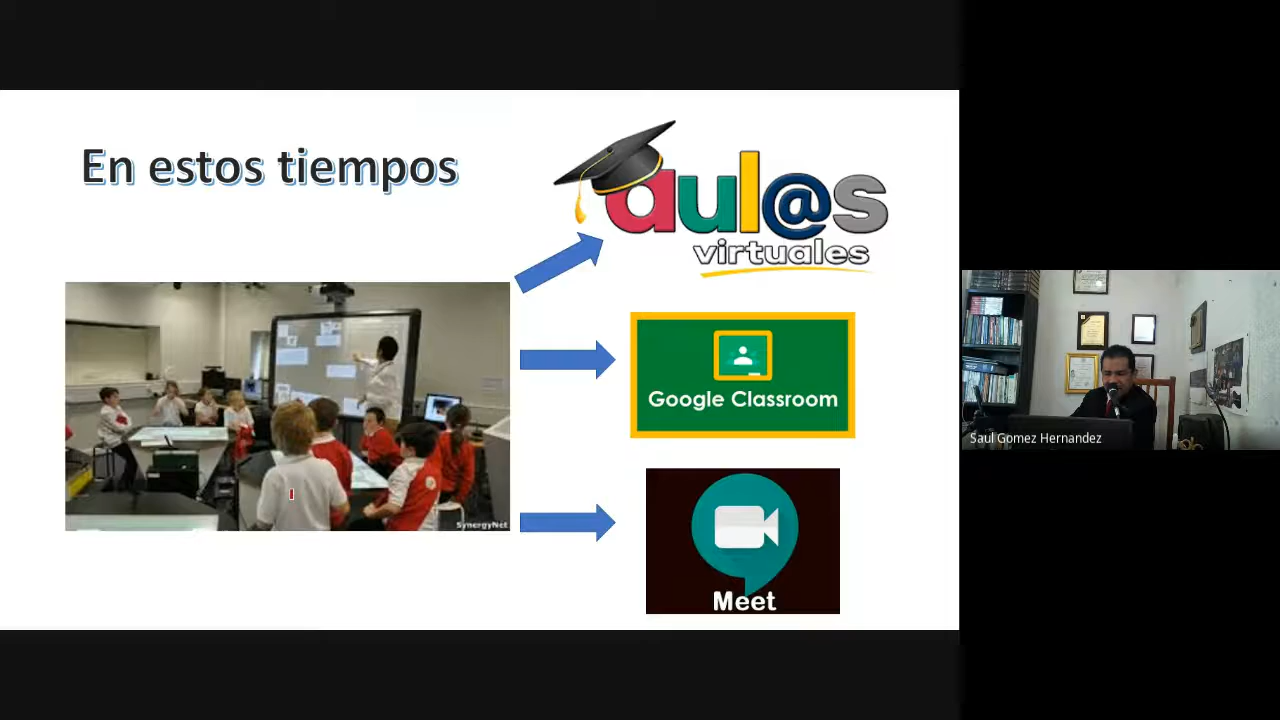 En estos tiempos
aul@s
virtuales
SynergyNet
Google Classroom
Meet
Saul Gomez Hernandez